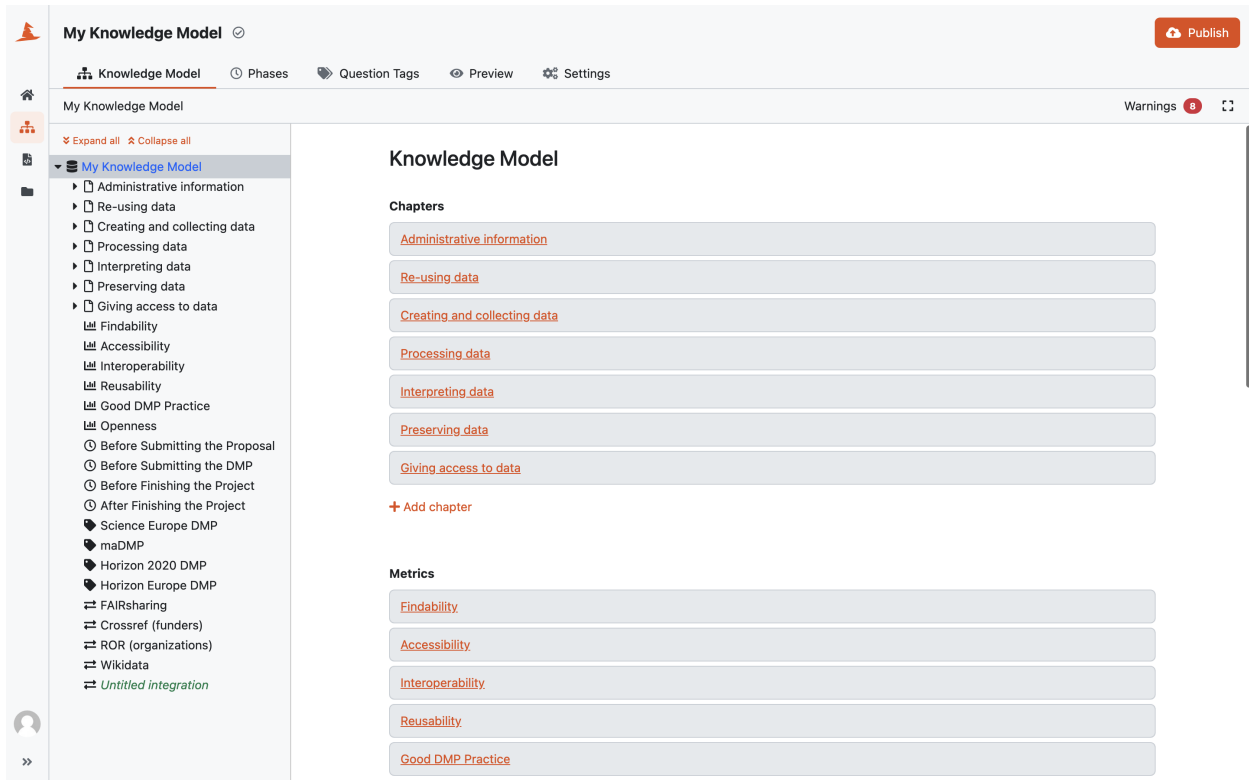 My Knowledge Model
Publish
Knowledge Model
Phases
Question Tags
Preview
Settings
My Knowledge Model
Warnings 8
Expand all Collapse all
My Knowledge Model
Administrative information
Re-using data
Creating and collecting data
Processing data
Interpreting data
Preserving data
Giving access to data
Findability
Accessibility
Interoperability
Reusability
Good DMP Practice
Openness
Before Submitting the Proposal
Before Submitting the DMP
Before Finishing the Project
After Finishing the Project
Science Europe DMP
maDMP
Horizon 2020 DMP
Horizon Europe DMP
FAIRsharing
Crossref (funders)
ROR (organizations)
Wikidata
Untitled integration
Knowledge Model
Chapters
Administrative information
Re-using data
Creating and collecting data
Processing data
Interpreting data
Preserving data
Giving access to data
Add chapter
Metrics
Findability
Accessibility
Interoperability
Reusability
Good DMP Practice